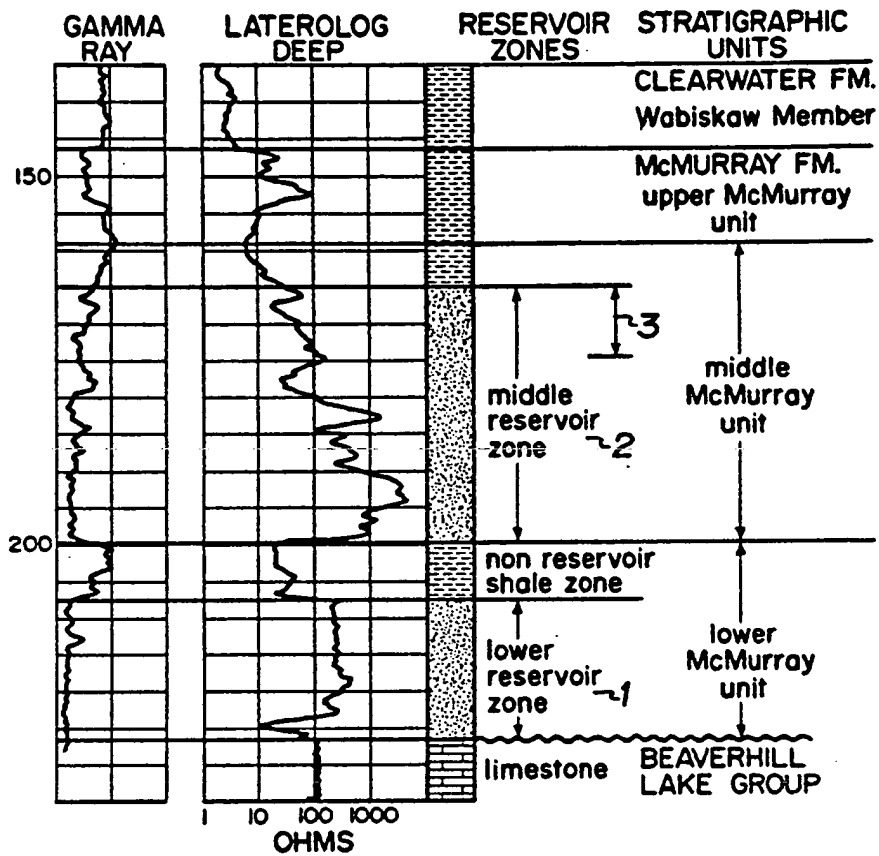 GAMMA
RAY
LATEROLOG
DEEP
RESERVOIR
ZONES
STRATIGRAPHIC
UNITS
CLEARWATER FM.
Wabiskaw Member
150
McMURRAY FM.
upper McMurray
unit
3
middle
reservoir
zone
2
middle
McMurray
unit
200
non reservoir
shale zone
lower
reservoir
zone
1
lower
McMurray
unit
limestone
BEAVERHILL
LAKE GROUP
1 10 100 1000
OHMS